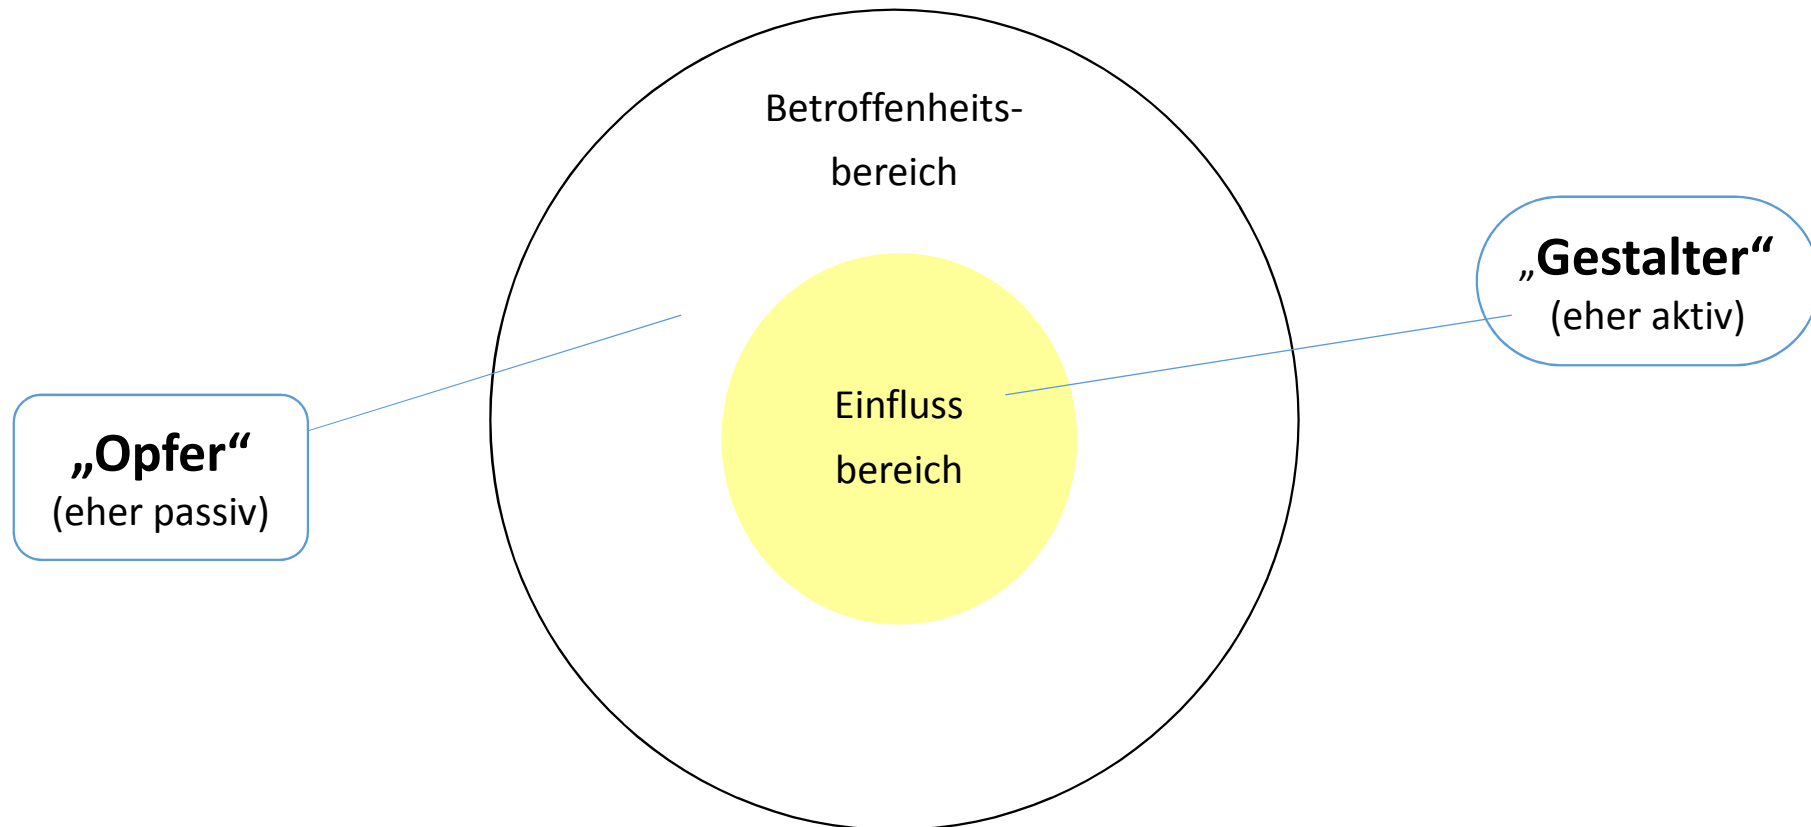 Betroffenheits-
bereich
„Gestalter“
(eher aktiv)
Einfluss
bereich
„Opfer“
(eher passiv)